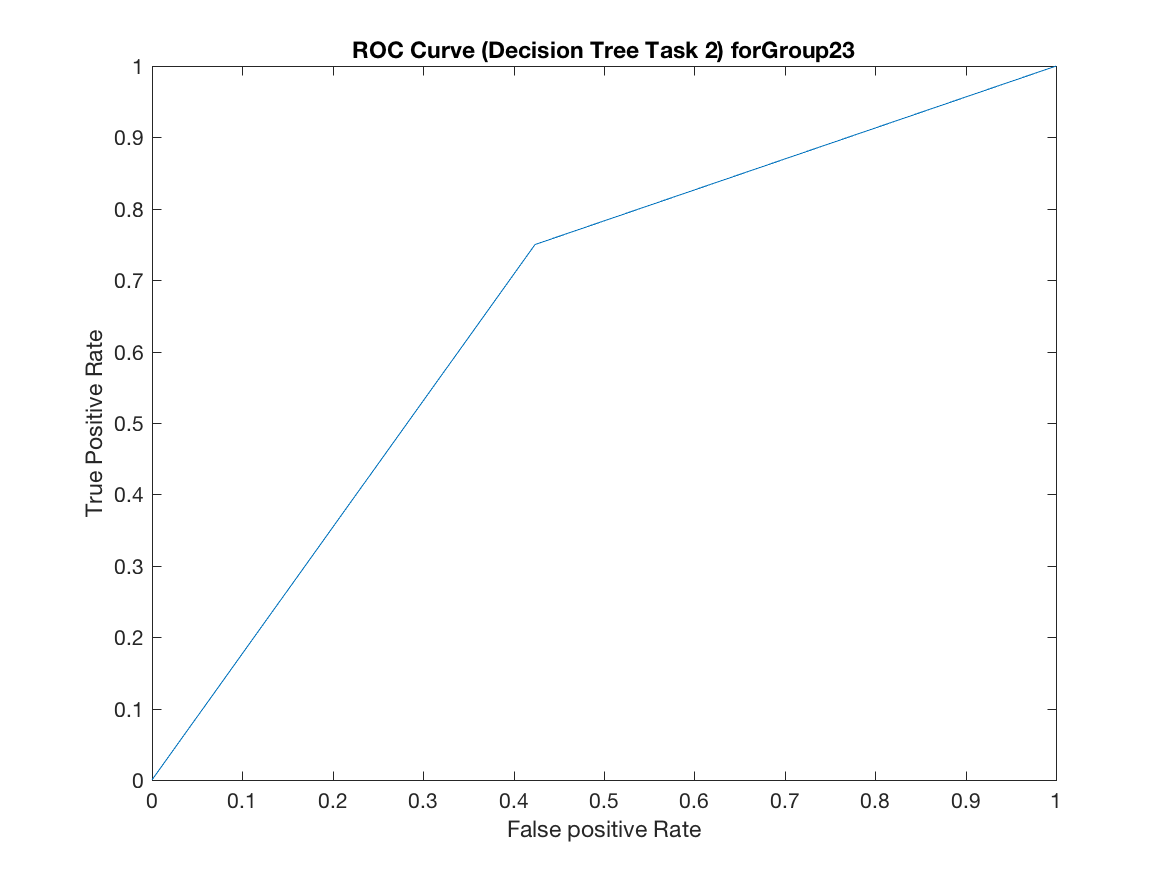 ROC Curve (Decision Tree Task 2) forGroup23
1
0.9
0.8
0.7
0.6
0.5
0.4
0.3
0.2
0.1
0
True Positive Rate
0 0.1 0.2 0.3 0.4 0.5 0.6 0.7 0.8 0.9 1
False positive Rate